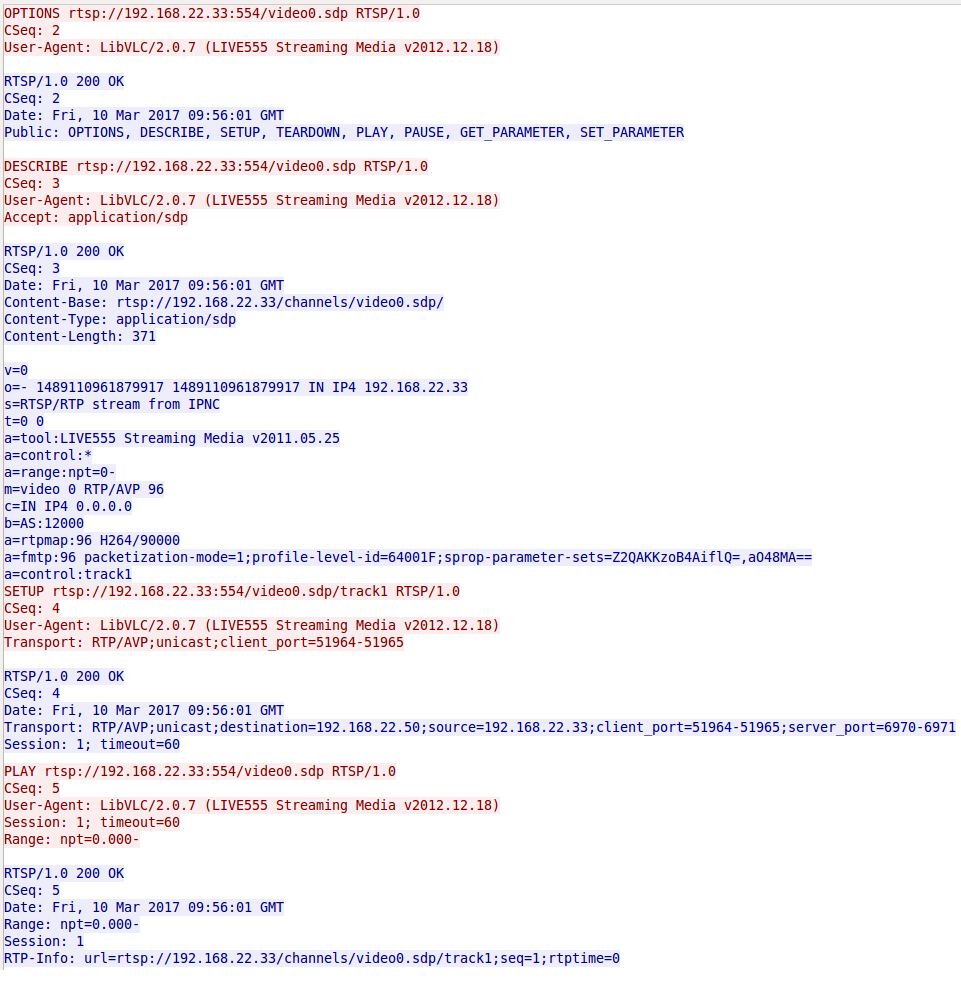 OPTIONS rtsp://192.168.22.33:554/video0.sdp RTSP/1.0
CSeq: 2
User-Agent: LibVLC/2.0.7 (LIVE555 Streaming Media v2012.12.18)
RTSP/1.0 200 OK
CSeq: 2
Date: Fri, 10 Mar 2017 09:56:01 GMT
Public: OPTIONS, DESCRIBE, SETUP, TEARDOWN, PLAY, PAUSE, GET_PARAMETER, SET_PARAMETER
DESCRIBE rtsp://192.168.22.33:554/video0.sdp RTSP/1.0
CSeq: 3
User-Agent: LibVLC/2.0.7 (LIVE555 Streaming Media v2012.12.18)
Accept: application/sdp
RTSP/1.0 200 OK
CSeq: 3
Date: Fri, 10 Mar 2017 09:56:01 GMT
Content-Base: rtsp://192.168.22.33/channels/video0.sdp/
Content-Type: application/sdp
Content-Length: 371
v=0
o=- 1489110961879917 1489110961879917 IN IP4 192.168.22.33
s=RTSP/RTP stream from IPNC
t=0 0
a=tool:LIVE555 Streaming Media v2011.05.25
a=control:*
a=range:npt=0-
m=video 0 RTP/AVP 96
c=IN IP4 0.0.0.0
b=AS:12000
a=rtpmap:96 H264/90000
a=fmtp:96 packetization-mode=1;profile-level-id=64001F;sprop-parameter-sets=Z2QAKKzoB4AiflQ=,aO48MA==
a=control:track1
SETUP rtsp://192.168.22.33:554/video0.sdp/track1 RTSP/1.0
CSeq: 4
User-Agent: LibVLC/2.0.7 (LIVE555 Streaming Media v2012.12.18)
Transport: RTP/AVP;unicast;client_port=51964-51965
RTSP/1.0 200 OK
CSeq: 4
Date: Fri, 10 Mar 2017 09:56:01 GMT
Transport: RTP/AVP;unicast;destination=192.168.22.50;source=192.168.22.33;client_port=51964-51965;server_port=6970-6971
Session: 1; timeout=60
PLAY rtsp://192.168.22.33:554/video0.sdp RTSP/1.0
CSeq: 5
User-Agent: LibVLC/2.0.7 (LIVE555 Streaming Media v2012.12.18)
Session: 1; timeout=60
Range: npt=0.000-
RTSP/1.0 200 OK
CSeq: 5
Date: Fri, 10 Mar 2017 09:56:01 GMT
Range: npt=0.000-
Session: 1
RTP-Info: url=rtsp://192.168.22.33/channels/video0.sdp/track1;seq=1;rtptime=0